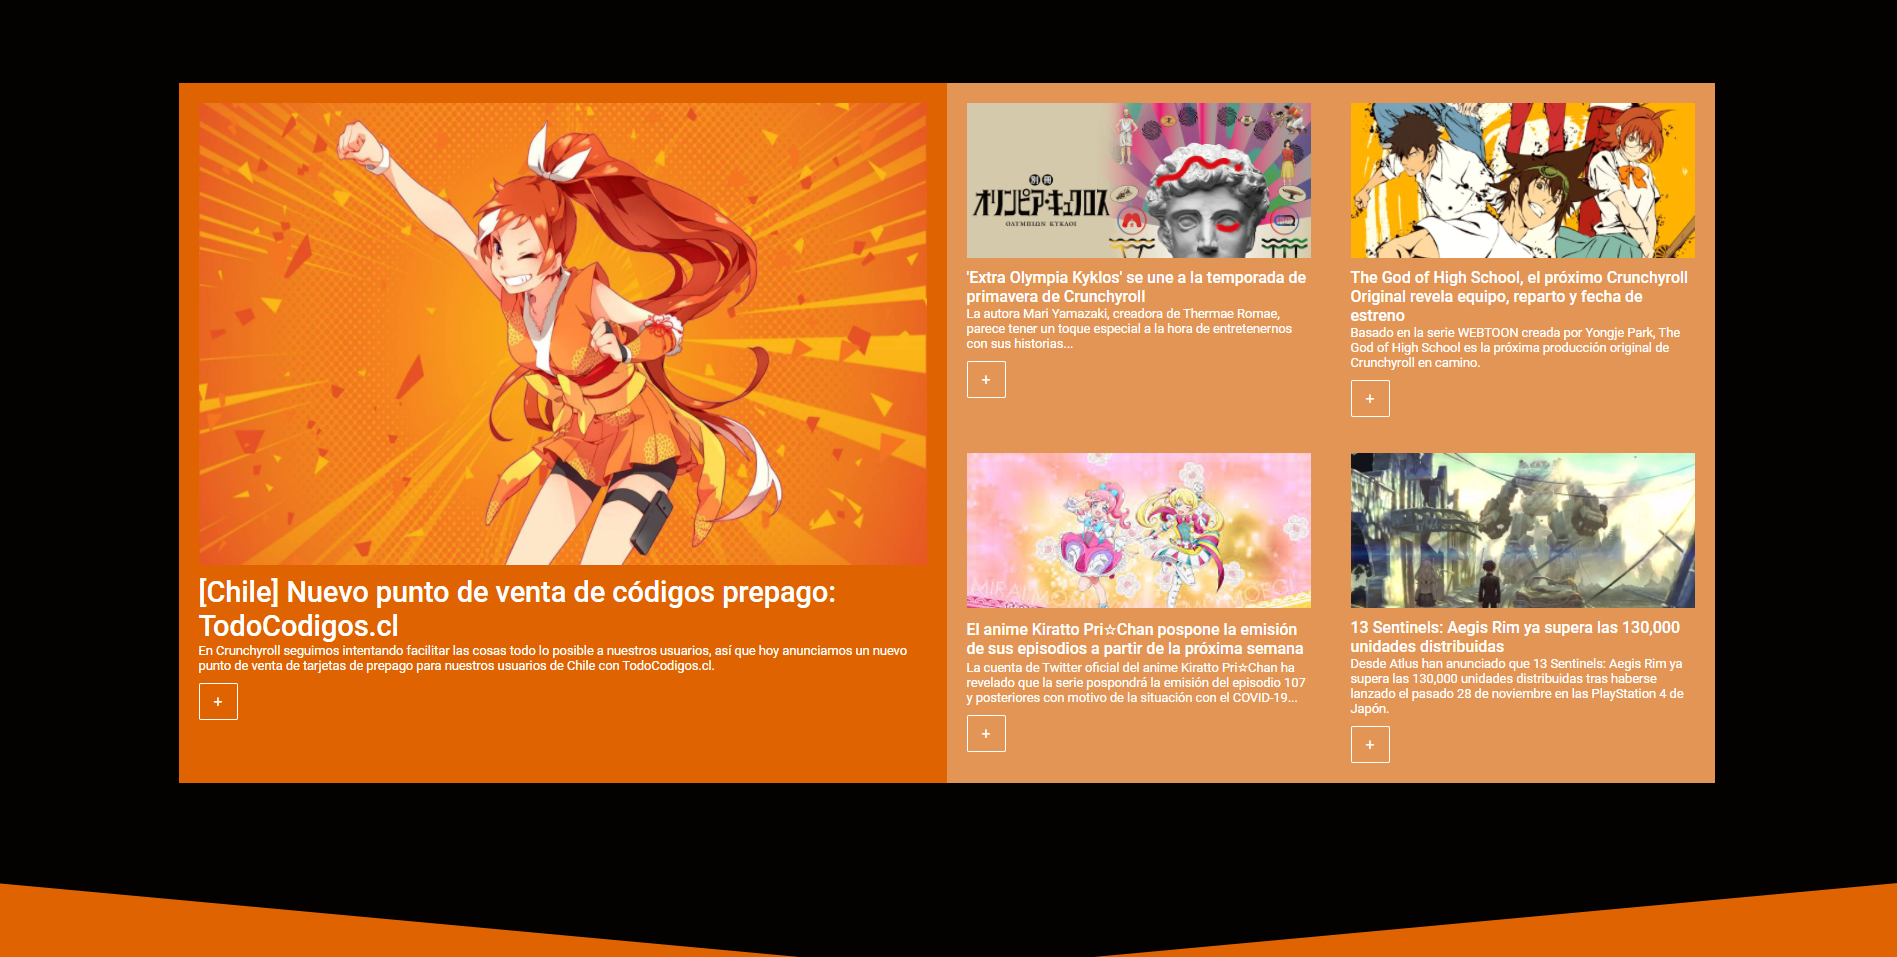 [Chile] Nuevo punto de venta de códigos prepago:
TodoCodigos.cl
En Crunchyroll seguimos intentando facilitar las cosas todo lo posible a nuestros usuarios, así que hoy anunciamos un nuevo
punto de venta de tarjetas de prepago para nuestros usuarios de Chile con TodoCodigos.cl.
+
別冊
オリンピア・キュクロス
ΟΛΥΜΠΙΩΝ ΚΥΚΛΟΙ
'Extra Olympia Kyklos' se une a la temporada de
primavera de Crunchyroll
La autora Mari Yamazaki, creadora de Thermae Romae,
parece tener un toque especial a la hora de entretenernos
con sus historias...
+
The God of High School, el próximo Crunchyroll
Original revela equipo, reparto y fecha de
estreno
Basado en la serie WEBTOON creada por Yongje Park, The
God of High School es la próxima producción original de
Crunchyroll en camino.
+
El anime Kiratto Pri☆Chan pospone la emisión
de sus episodios a partir de la próxima semana
La cuenta de Twitter oficial del anime Kiratto Pri☆Chan ha
revelado que la serie pospondrá la emisión del episodio 107
y posteriores con motivo de la situación con el COVID-19...
+
13 Sentinels: Aegis Rim ya supera las 130,000
unidades distribuidas
Desde Atlus han anunciado que 13 Sentinels: Aegis Rim ya
supera las 130,000 unidades distribuidas tras haberse
lanzado el pasado 28 de noviembre en las PlayStation 4 de
Japón.
+